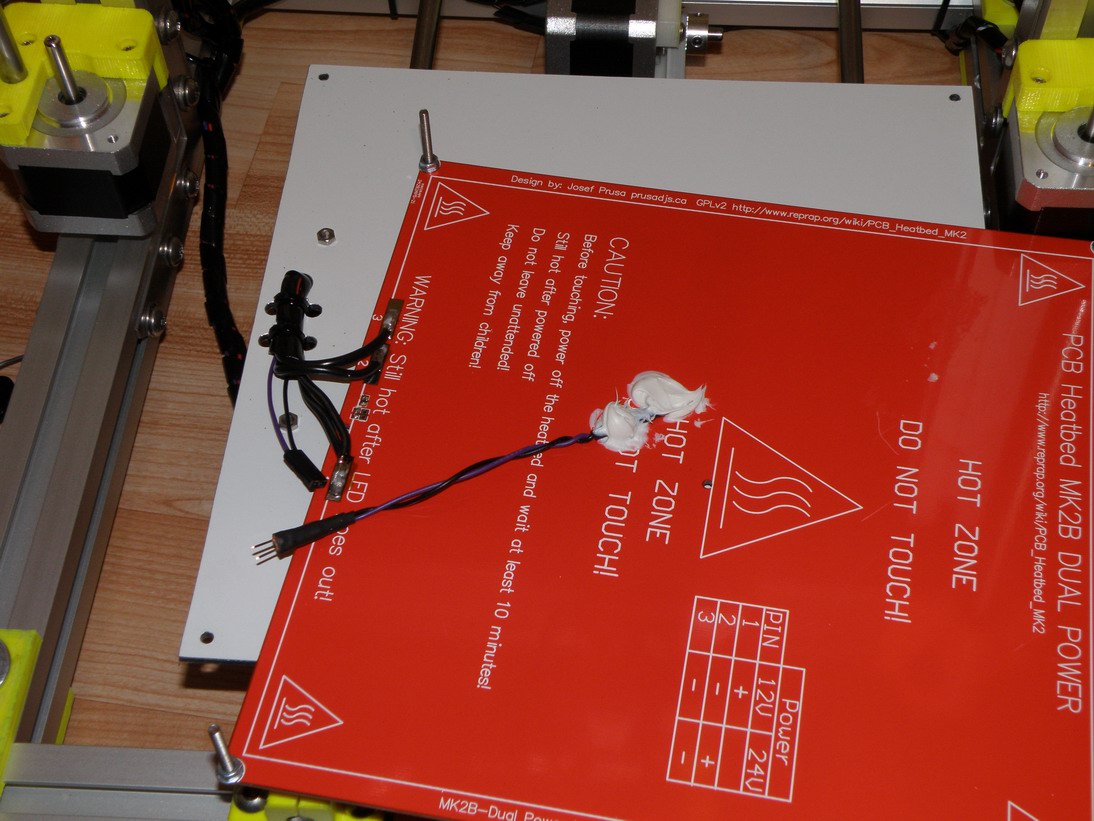 Design by: Josef Prusa prusadjs.ca GPLv2 http://www.reprap.org/wiki/PCB_Heatbed_MK2
PCB Heatbed MK2B DUAL POWER
http://www.reprap.org/wiki/PCB_Heatbed_MK2
HOT ZONE
DO NOT TOUCH!
HOT ZONE
TOUCH!
CAUTION:
Before touching, power off the heatbed and wait at least 10 minutes!
Still hot after powered off
Do not leave unattended!
Keep away from children!
WARNING: Still hot after LED out!
Power
PIN 12V 24V
1 + -
2 - +
3 - -
3
2
MK2B-Dual